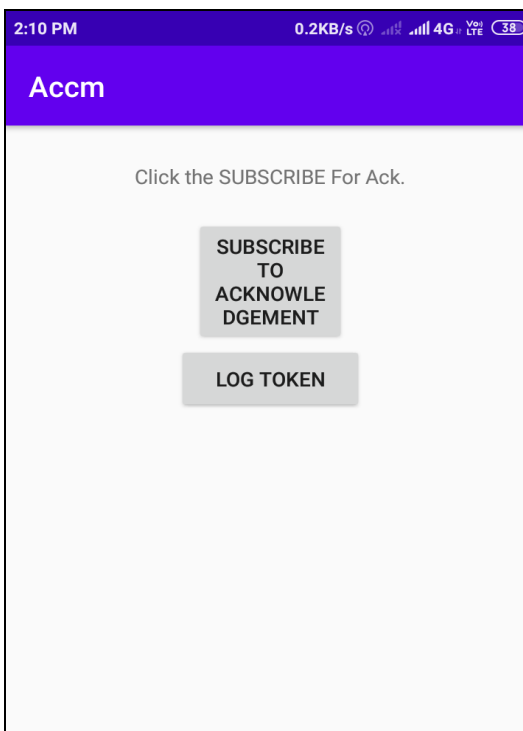 2:10 PM 0.2KB/s 4G VoLTE 38
Accm
Click the SUBSCRIBE For Ack.
SUBSCRIBE
TO
ACKNOWLE
DGEMENT
LOG TOKEN